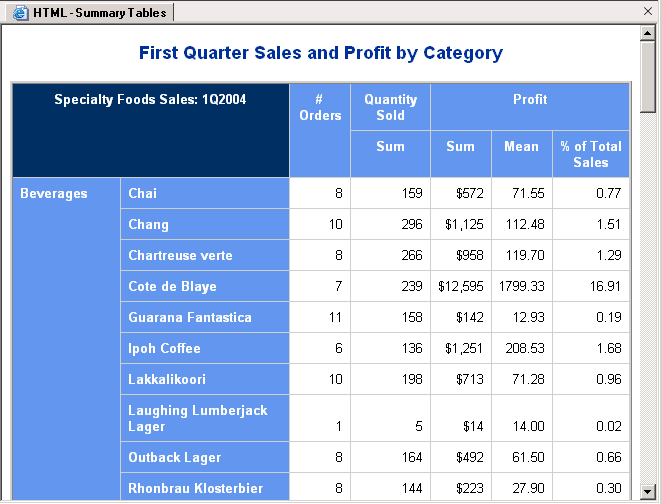 HTML - Summary Tables
First Quarter Sales and Profit by Category
Specialty Foods Sales: 1Q2004 # Orders Quantity Sold Profit
Sum Sum Mean % of Total Sales
Beverages Chai 8 159 $572 71.55 0.77
Chang 10 296 $1,125 112.48 1.51
Chartreuse verte 8 266 $958 119.70 1.29
Cote de Blaye 7 239 $12,595 1799.33 16.91
Guarana Fantastica 11 158 $142 12.93 0.19
Ipoh Coffee 6 136 $1,251 208.53 1.68
Lakkalikoori 10 198 $713 71.28 0.96
Laughing Lumberjack
Lager 1 5 $14 14.00 0.02
Outback Lager 8 164 $492 61.50 0.66
Rhonbrau Klosterbier 8 144 $223 27.90 0.30